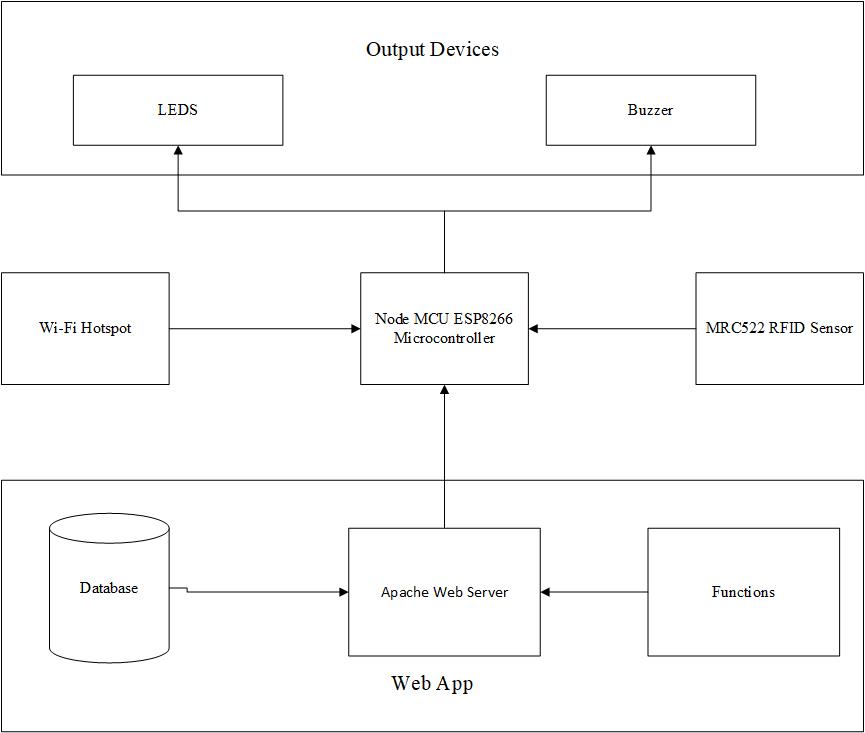 Output Devices
LEDS
Buzzer
Wi-Fi Hotspot
Node MCU ESP8266
Microcontroller
MRC522 RFID Sensor
Database
Apache Web Server
Functions
Web App